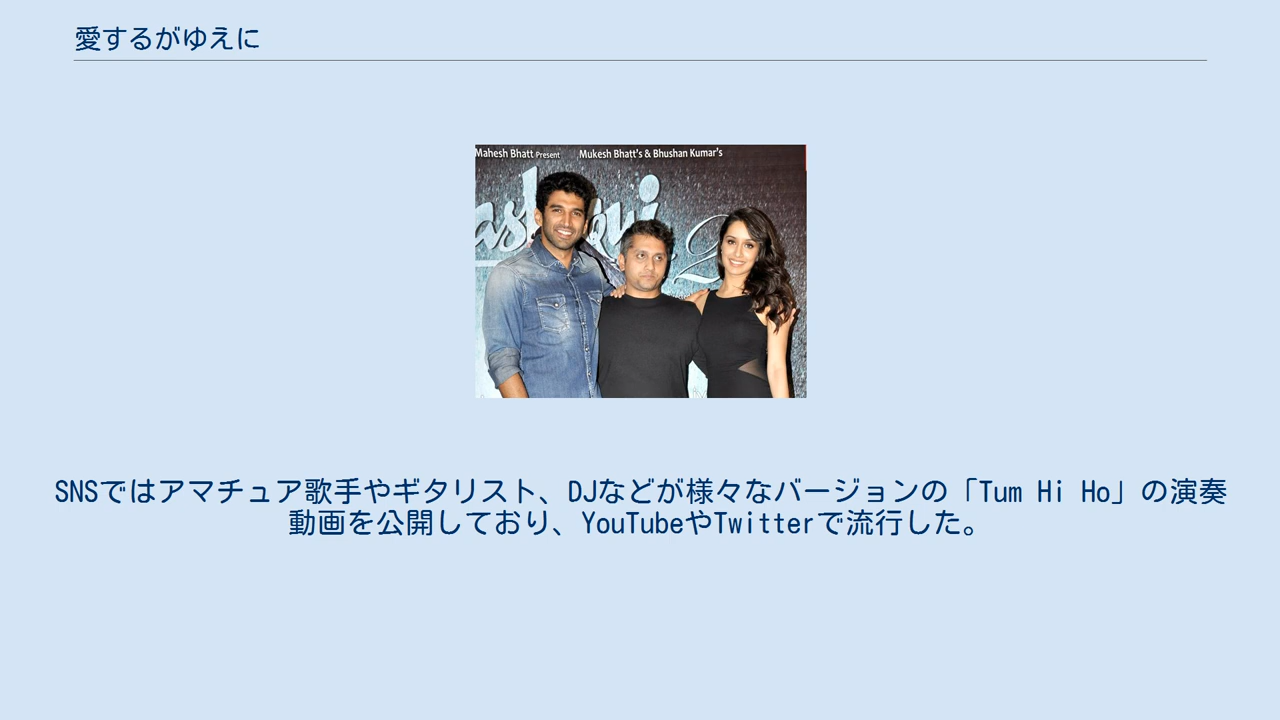 愛するがゆえに
Mahesh Bhatt Present Mukesh Bhatt's & Bhushan Kumar's
SNSではアマチュア歌手やギタリスト、DJなどが様々なバージョンの「Tum Hi Ho」の演奏
動画を公開しており、YouTubeやTwitterで流行した。